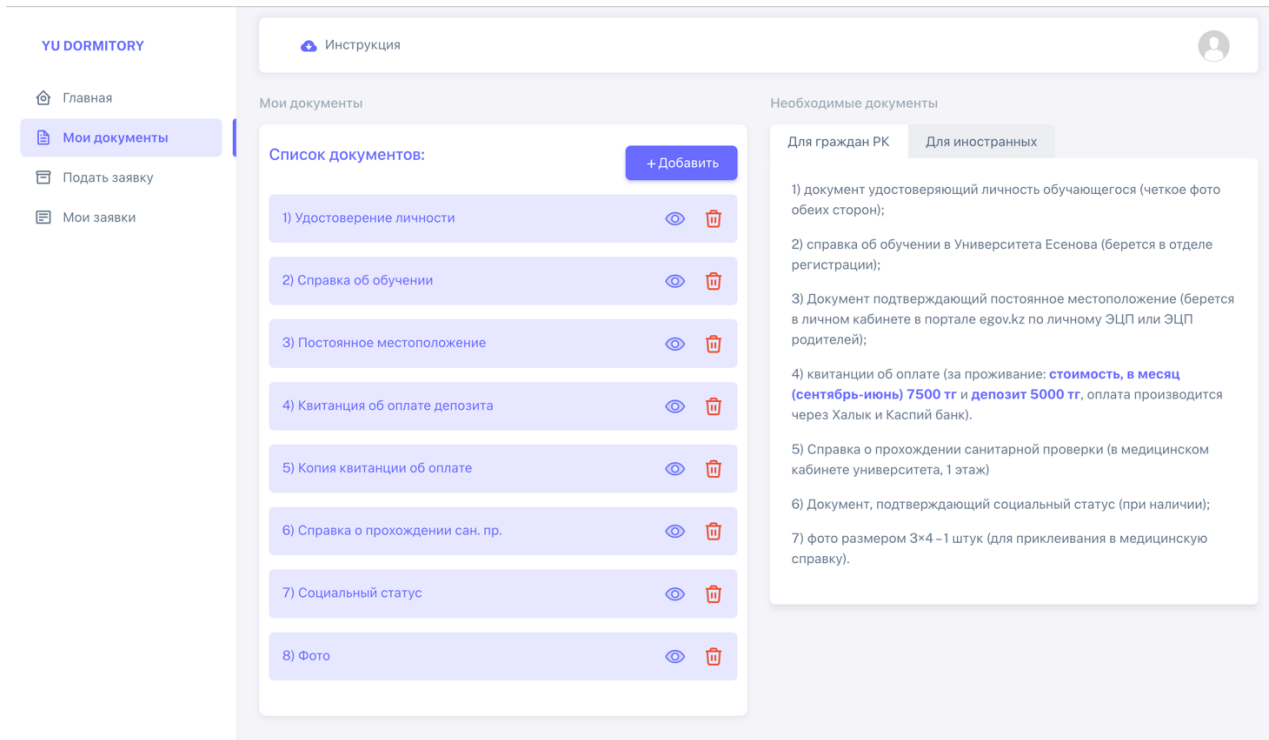 YU DORMITORY
Главная
Мои документы
Подать заявку
Мои заявки
Инструкция
Мои документы
Список документов:
+ Добавить
1) Удостоверение личности
2) Справка об обучении
3) Постоянное местоположение
4) Квитанция об оплате депозита
5) Копия квитанции об оплате
6) Справка о прохождении сан. пр.
7) Социальный статус
8) Фото
Необходимые документы
Для граждан РК
Для иностранных
1) документ удостоверяющий личность обучающегося (четкое фото
обеих сторон);
2) справка об обучении в Университета Есенова (берется в отделе
регистрации);
3) Документ подтверждающий постоянное местоположение (берется
в личном кабинете в портале egov.kz по личному ЭЦП или ЭЦП
родителей);
4) квитанции об оплате (за проживание: стоимость, в месяц
(сентябрь-июнь) 7500 тг и депозит 5000 тг, оплата производится
через Халык и Каспий банк).
5) Справка о прохождении санитарной проверки (в медицинском
кабинете университета, 1 этаж)
6) Документ, подтверждающий социальный статус (при наличии);
7) фото размером 3×4 – 1 штук (для приклеивания в медицинскую
справку).